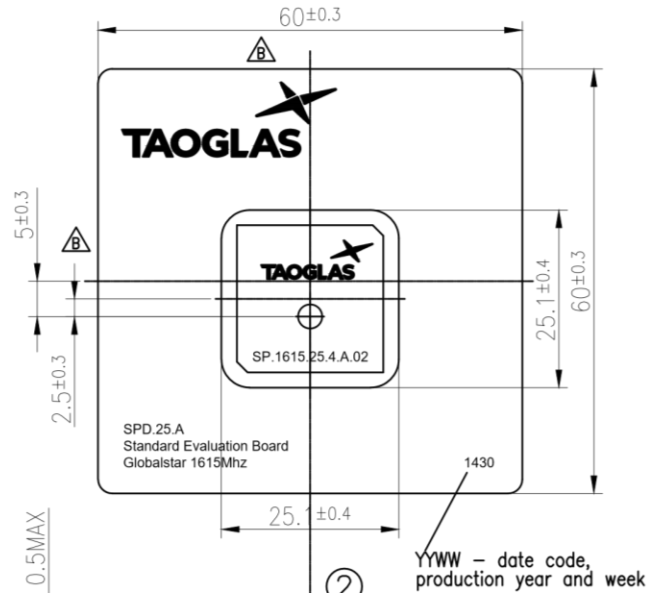 60±0.3
B
TAOGLAS
5±0.3
B
TAOGLAS
25.1±0.4
60±0.3
2.5±0.3
SP.1615.25.4.A.02
SPD.25.A
Standard Evaluation Board
Globalstar 1615Mhz
1430
25.1±0.4
0.5MAX
2
YYWW – date code,
production year and week